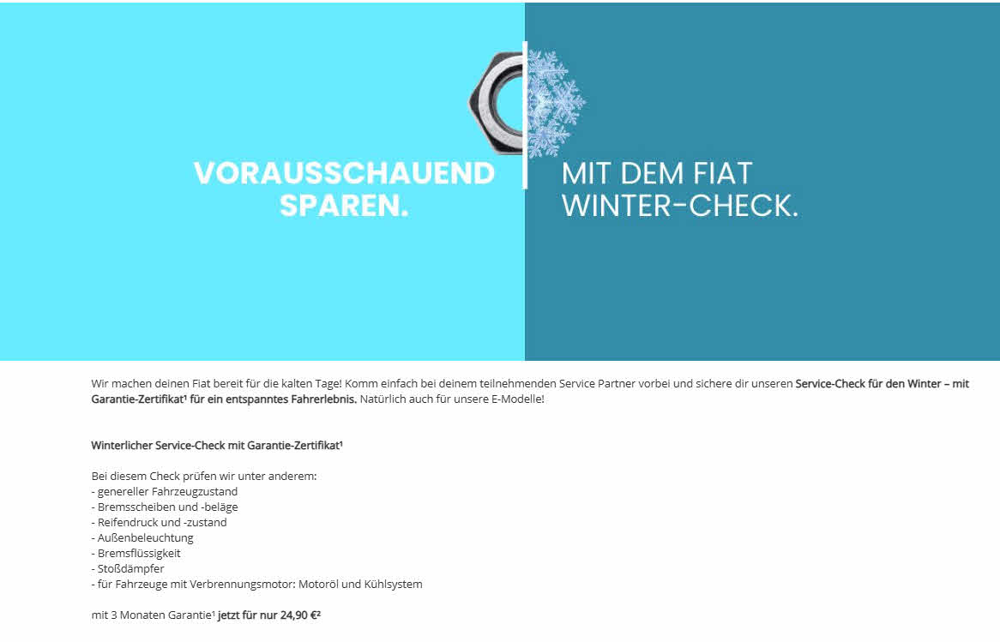 VORAUSSCHAUEND
SPAREN.
MIT DEM FIAT
WINTER-CHECK.
Wir machen deinen Fiat bereit für die kalten Tage! Komm einfach bei deinem teilnehmenden Service Partner vorbei und sichere dir unseren Service-Check für den Winter – mit
Garantie-Zertifikat¹ für ein entspanntes Fahrerlebnis. Natürlich auch für unsere E-Modelle!
Winterlicher Service-Check mit Garantie-Zertifikat¹
Bei diesem Check prüfen wir unter anderem:
- genereller Fahrzeugzustand
- Bremsscheiben und -beläge
- Reifendruck und -zustand
- Außenbeleuchtung
- Bremsflüssigkeit
- Stoßdämpfer
- für Fahrzeuge mit Verbrennungsmotor: Motoröl und Kühlsystem
mit 3 Monaten Garantie¹ jetzt für nur 24,90 €²